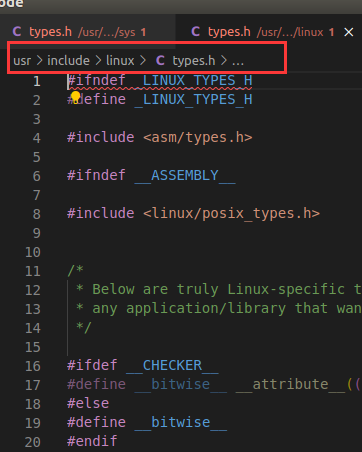 ode
C types.h /usr/.../sys 1
C types.h /usr/.../linux 1 ×
usr > include > linux > C types.h > ...
1 #ifndef _LINUX_TYPES_H
2 #define _LINUX_TYPES_H
3
4 #include <asm/types.h>
5
6 #ifndef __ASSEMBLY__
7
8 #include <linux/posix_types.h>
9
10
11 /*
12 * Below are truly Linux-specific t
13 * any application/library that wan
14 */
15
16 #ifdef __CHECKER__
17 #define __bitwise__ __attribute__((
18 #else
19 #define __bitwise__
20 #endif